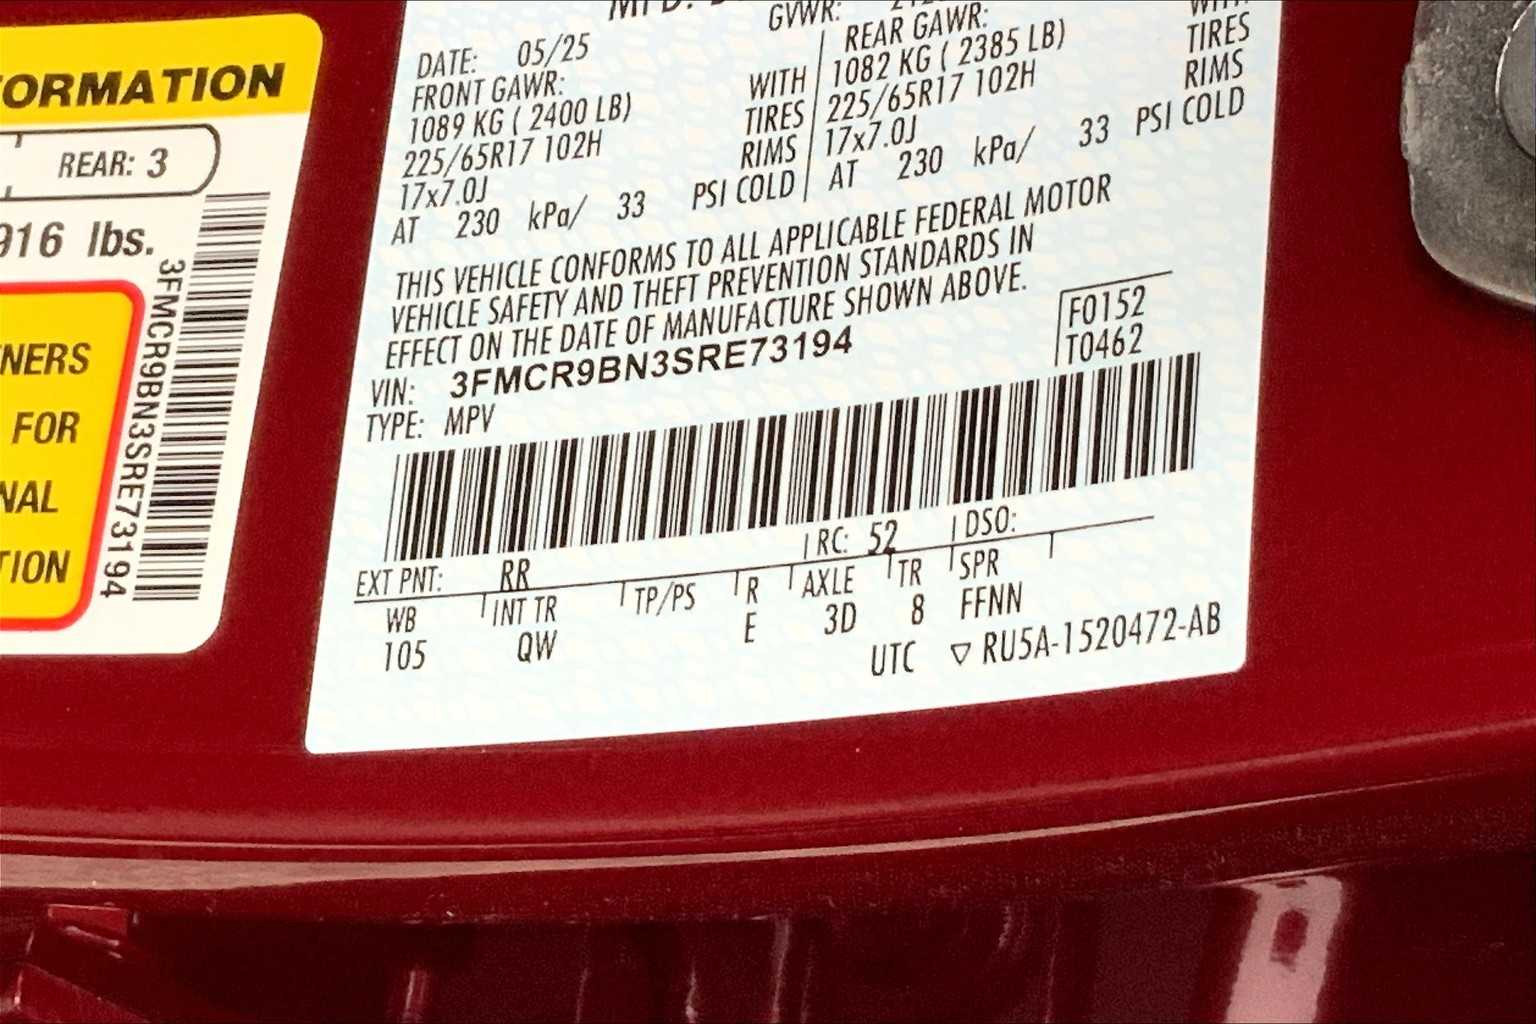 FORMATION
REAR: 3
916 lbs.
3FMCR9BN3SRE73194
NERS
FOR
NAL
TION
GVWR:
DATE: 05/25
FRONT GAWR:
1089 KG ( 2400 LB) WITH
225/65R17 102H TIRES
17x7.0J RIMS
AT 230 kPa/ 33 PSI COLD
REAR GAWR:
1082 KG ( 2385 LB)
225/65R17 102H TIRES
17x7.0J RIMS
AT 230 kPa/ 33 PSI COLD
THIS VEHICLE CONFORMS TO ALL APPLICABLE FEDERAL MOTOR
VEHICLE SAFETY AND THEFT PREVENTION STANDARDS IN
EFFECT ON THE DATE OF MANUFACTURE SHOWN ABOVE.
VIN: 3FMCR9BN3SRE73194
F0152
T0462
TYPE: MPV
EXT PNT: RR RC: 52 DSO:
WB INT TR TP/PS R AXLE TR SPR
105 QW E 3D 8 FFNN
UTC ▽ RU5A-1520472-AB